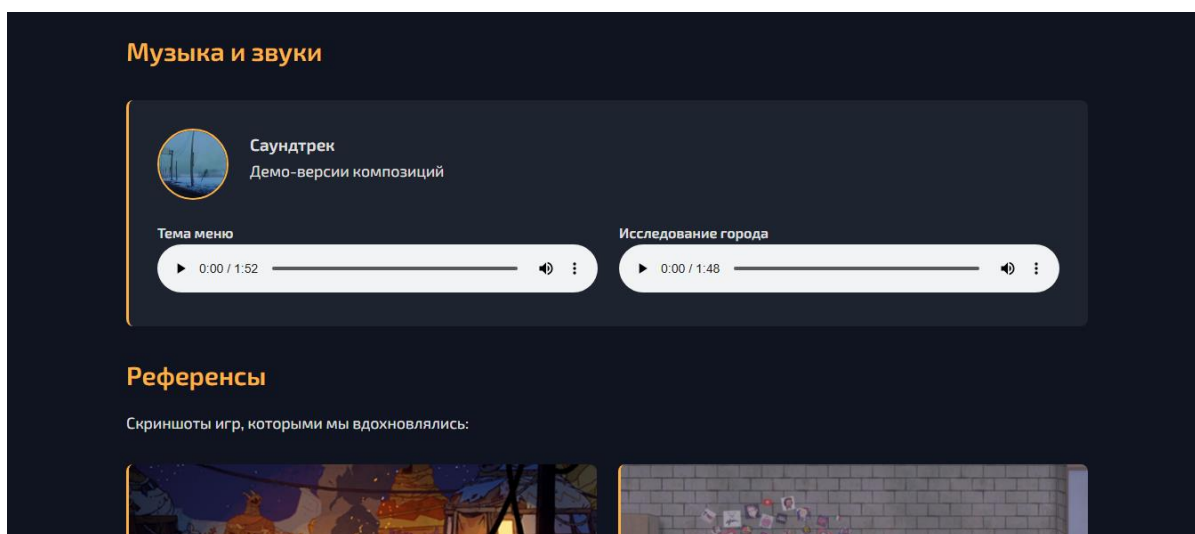 Музыка и звуки
Саундтрек
Демо-версии композиций
Тема меню
Исследование города
0:00 / 1:52
0:00 / 1:48
Референсы
Скриншоты игр, которыми мы вдохновлялись: